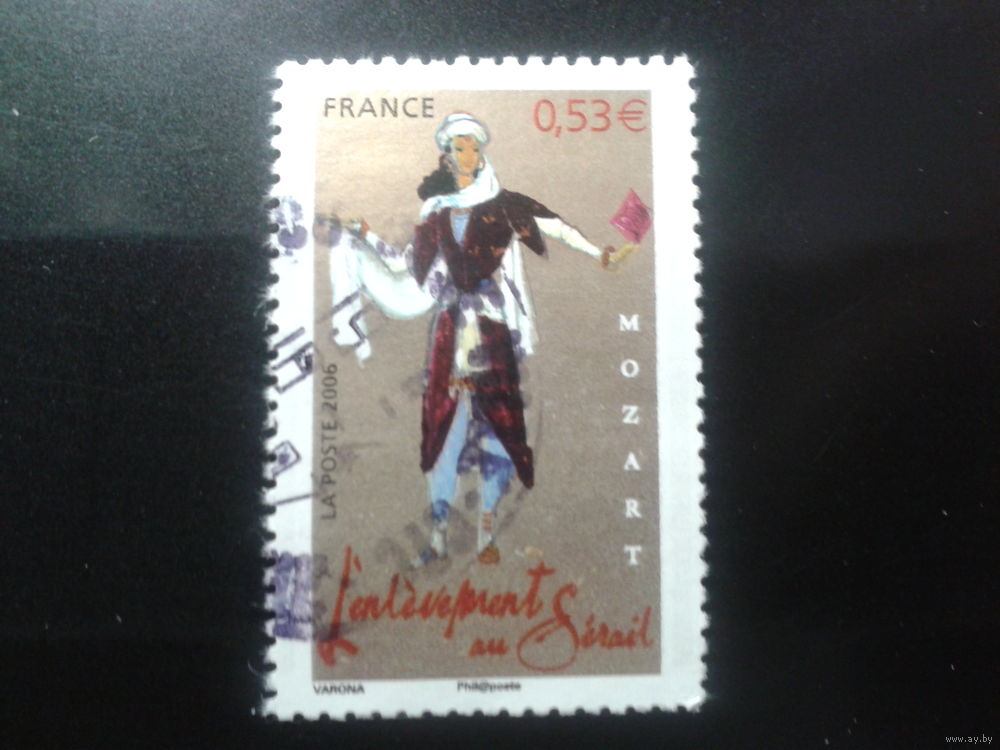 FRANCE
0,53€
MOZART
LA POSTE 2006
L'enlèvement
au Sérail
VARONA
Phil@poste
www.ay.by